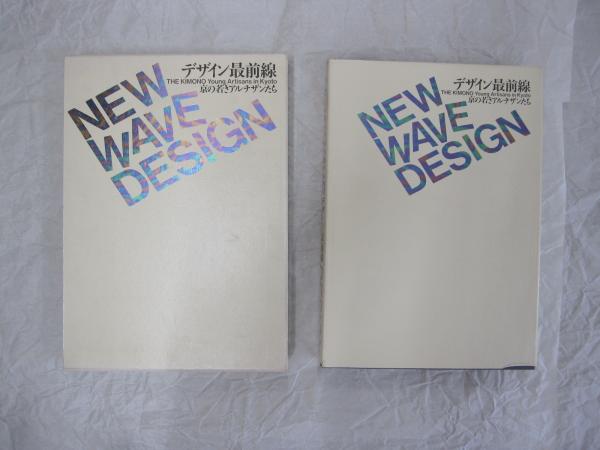 デザイン最前線
THE KIMONO Young Artisans in Kyoto
京の若きアルチザンたち
NEW
WAVE
DESIGN
デザイン最前線
THE KIMONO Young Artisans in Kyoto
京の若きアルチザンたち
NEW
WAVE
DESIGN